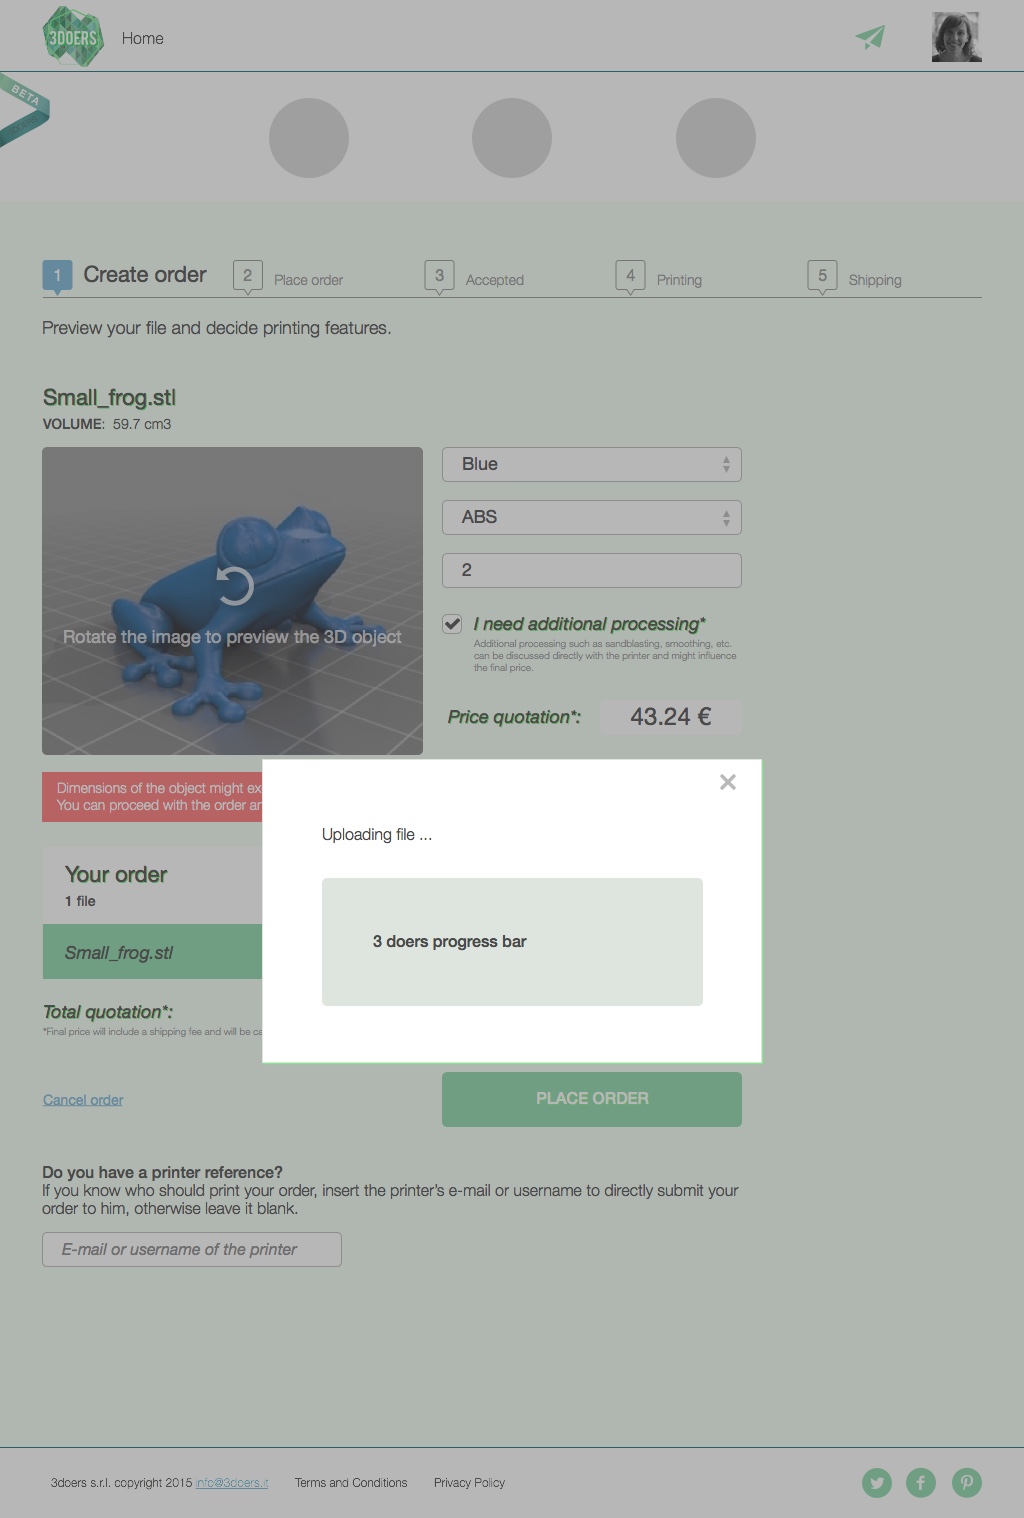 3DOERS
Home
BETA
1
Create order
2
Place order
3
Accepted
4
Printing
5
Shipping
Preview your file and decide printing features.
Small_frog.stl
VOLUME: 59.7 cm3
Rotate the image to preview the 3D object
Blue
ABS
2
I need additional processing*
Additional processing such as sandblasting, smoothing, etc.
can be discussed directly with the printer and might influence
the final price.
Price quotation*:
43.24 €
Dimensions of the object might
You can proceed with the order
Uploading file ...
3 doers progress bar
Your order
1 file
Small_frog.stl
Total quotation*:
*Final price will include a shipping fee and will be
Cancel order
PLACE ORDER
Do you have a printer reference?
If you know who should print your order, insert the printer's e-mail or username to directly submit your
order to him, otherwise leave it blank.
E-mail or username of the printer
3doers s.r.l. copyright 2015 info@3doers.it
Terms and Conditions
Privacy Policy